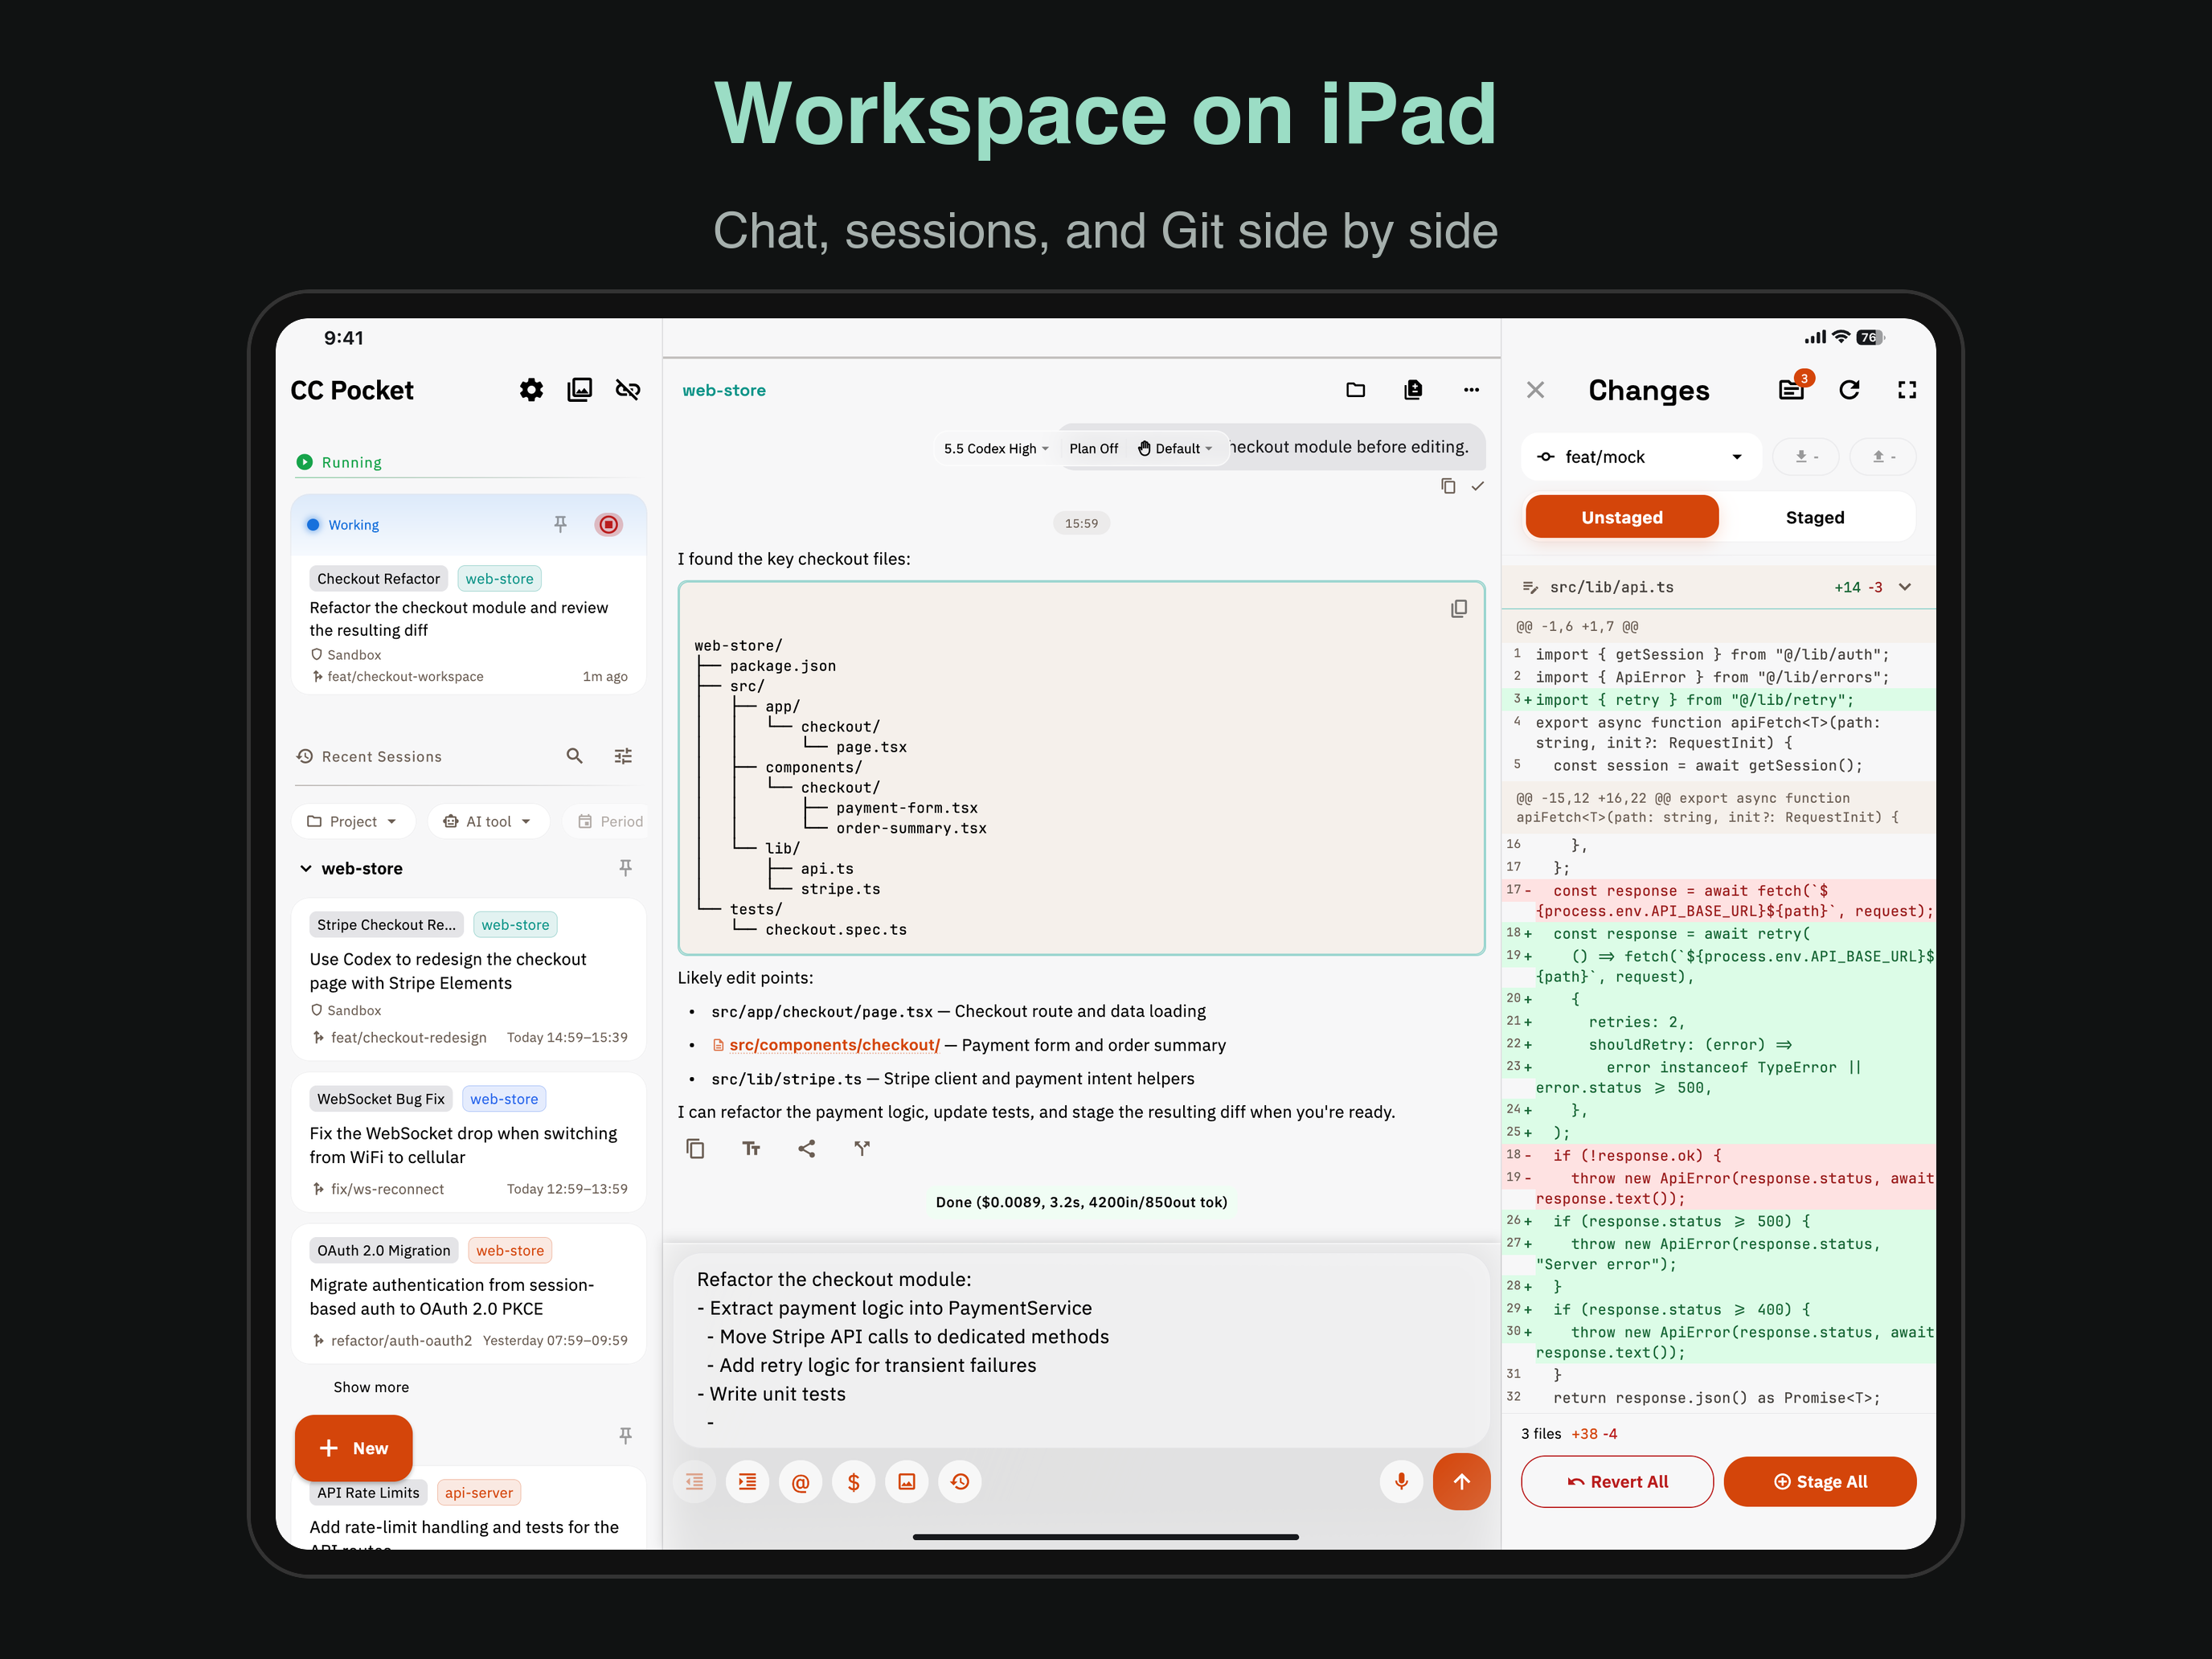 Workspace on iPad
Chat, sessions, and Git side by side
9:41
76
CC Pocket
Running
Working
Checkout Refactor
web-store
Refactor the checkout module and review
the resulting diff
Sandbox
feat/checkout-workspace
1m ago
Recent Sessions
Project
AI tool
Period
web-store
Stripe Checkout Re...
web-store
Use Codex to redesign the checkout
page with Stripe Elements
Sandbox
feat/checkout-redesign
Today 14:59–15:39
WebSocket Bug Fix
web-store
Fix the WebSocket drop when switching
from WiFi to cellular
fix/ws-reconnect
Today 12:59–13:59
OAuth 2.0 Migration
web-store
Migrate authentication from session-
based auth to OAuth 2.0 PKCE
refactor/auth-oauth2
Yesterday 07:59–09:59
Show more
+ New
API Rate Limits
api-server
Add rate-limit handling and tests for the
API routes
web-store
5.5 Codex High
Plan Off
Default
checkout module before editing.
15:59
I found the key checkout files:
web-store/
├── package.json
├── src/
│   ├── app/
│   │   └── checkout/
│   │       └── page.tsx
│   ├── components/
│   │   └── checkout/
│   │       ├── payment-form.tsx
│   │       └── order-summary.tsx
│   └── lib/
│       ├── api.ts
│       └── stripe.ts
└── tests/
    └── checkout.spec.ts
Likely edit points:
• src/app/checkout/page.tsx — Checkout route and data loading
• src/components/checkout/ — Payment form and order summary
• src/lib/stripe.ts — Stripe client and payment intent helpers
I can refactor the payment logic, update tests, and stage the resulting diff when you're ready.
Done ($0.0089, 3.2s, 4200in/850out tok)
Refactor the checkout module:
- Extract payment logic into PaymentService
  - Move Stripe API calls to dedicated methods
  - Add retry logic for transient failures
- Write unit tests
  -
@
$
Changes
3
feat/mock
-
-
Unstaged
Staged
src/lib/api.ts
+14 -3
@@ -1,6 +1,7 @@
1 import { getSession } from "@/lib/auth";
2 import { ApiError } from "@/lib/errors";
3 + import { retry } from "@/lib/retry";
4 export async function apiFetch<T>(path:
string, init?: RequestInit) {
5   const session = await getSession();
@@ -15,12 +16,22 @@ export async function
apiFetch<T>(path: string, init?: RequestInit) {
16     },
17   };
17 -   const response = await fetch(`$
{process.env.API_BASE_URL}${path}`, request);
18 +   const response = await retry(
19 +     () => fetch(`${process.env.API_BASE_URL}$
{path}`, request),
20 +     {
21 +       retries: 2,
22 +       shouldRetry: (error) =>
23 +         error instanceof TypeError ||
error.status >= 500,
24 +     },
25 +   );
18 -   if (!response.ok) {
19 -     throw new ApiError(response.status, await
response.text());
26 +   if (response.status >= 500) {
27 +     throw new ApiError(response.status,
"Server error");
28 +   }
29 +   if (response.status >= 400) {
30 +     throw new ApiError(response.status, await
response.text());
31   }
32   return response.json() as Promise<T>;
3 files +38 -4
Revert All
Stage All